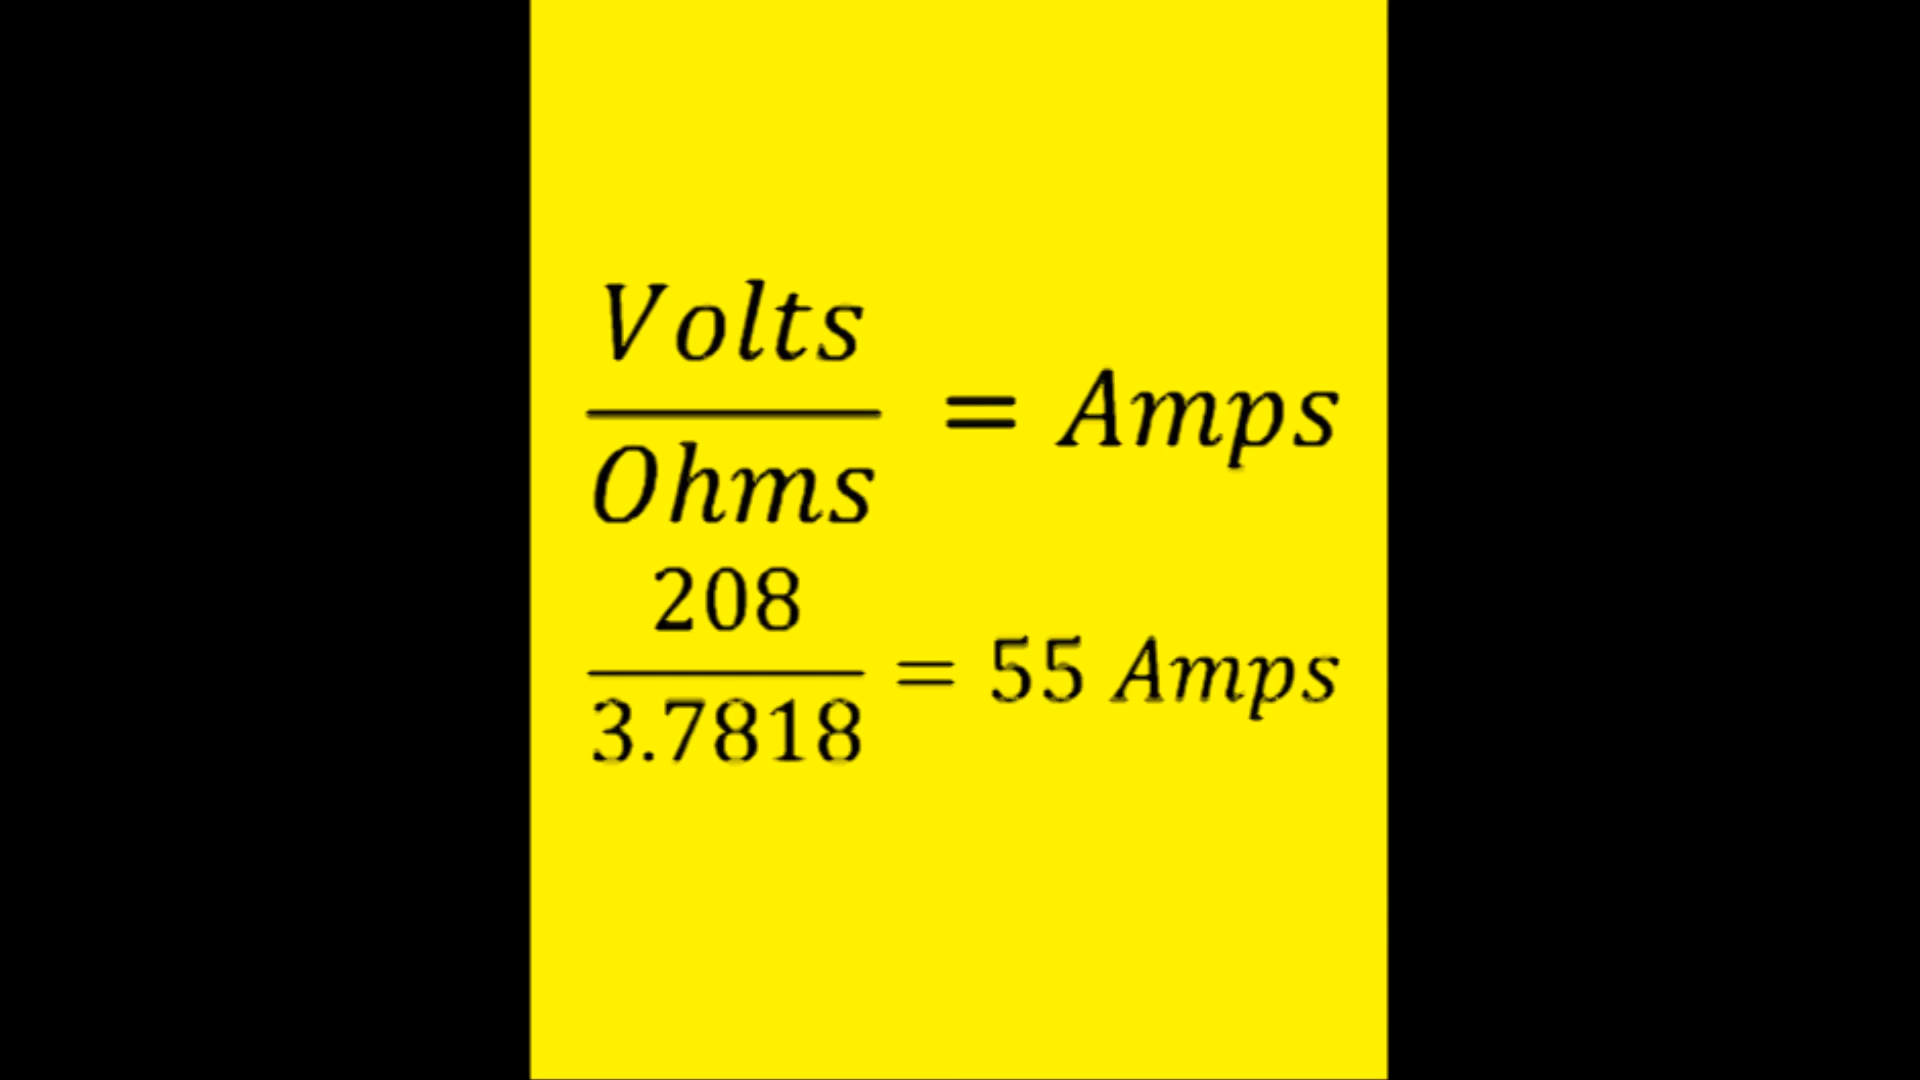 Volts
Ohms
= Amps
208
3.7818
= 55 Amps